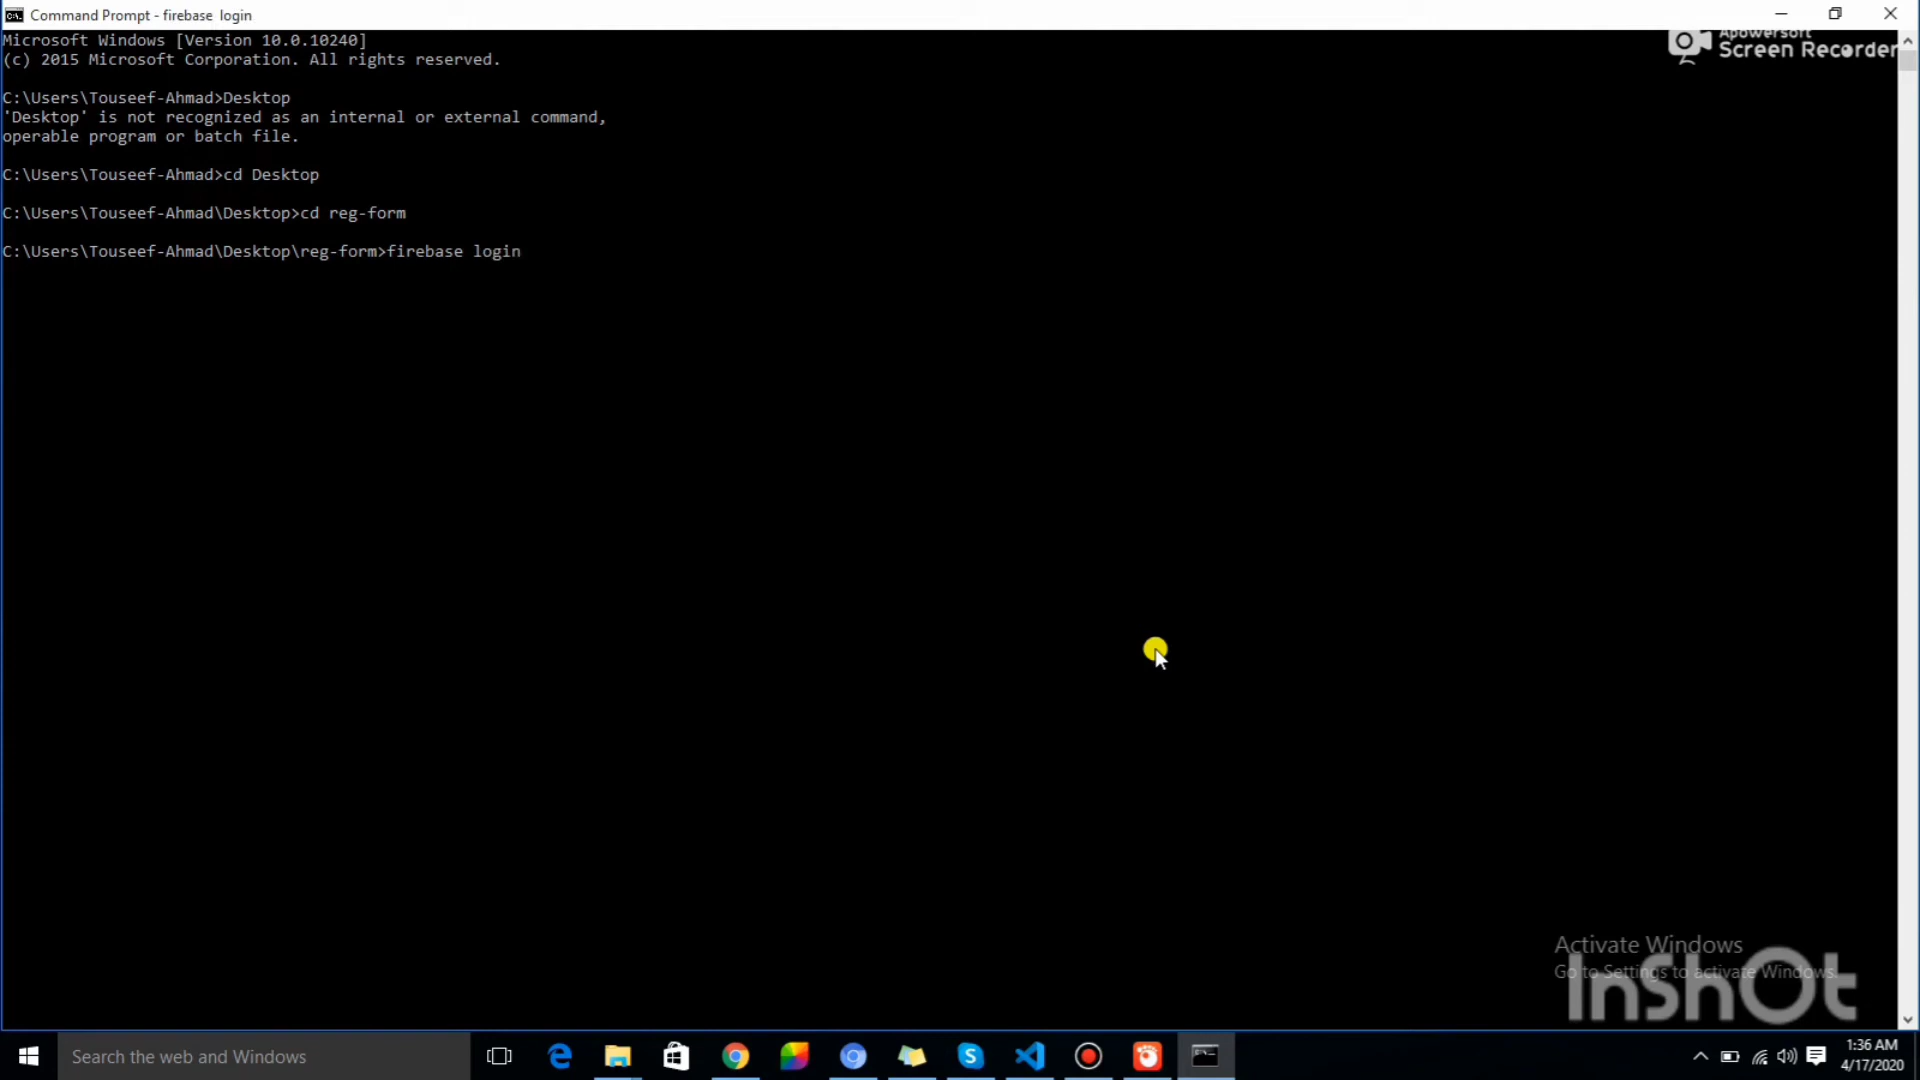 Command Prompt - firebase  login
Microsoft Windows [Version 10.0.10240]
(c) 2015 Microsoft Corporation. All rights reserved.
Apowersoft
Screen Recorder
C:\Users\Touseef-Ahmad>Desktop
'Desktop' is not recognized as an internal or external command,
operable program or batch file.
C:\Users\Touseef-Ahmad>cd Desktop
C:\Users\Touseef-Ahmad\Desktop>cd reg-form
C:\Users\Touseef-Ahmad\Desktop\reg-form>firebase login
Activate Windows
Go to Settings to activate Windows.
InShOt
Search the web and Windows
1:36 AM
4/17/2020